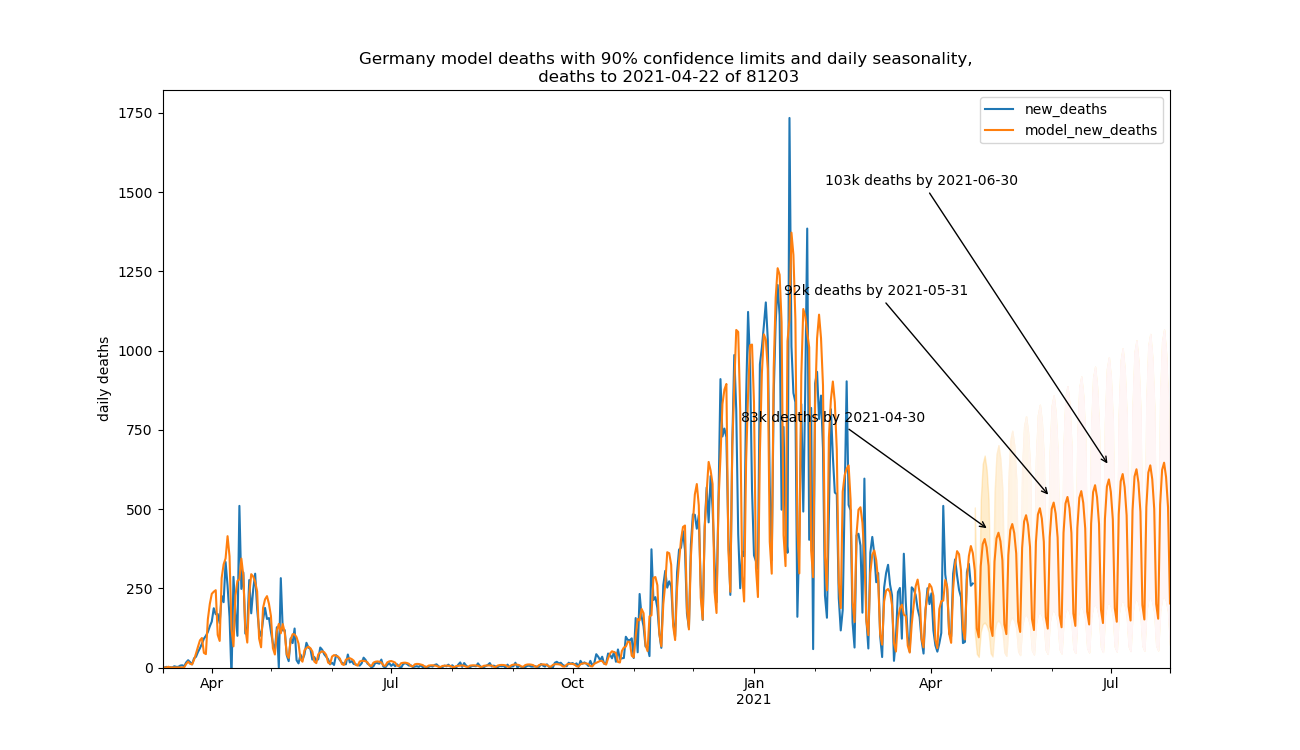 Germany model deaths with 90% confidence limits and daily seasonality,
deaths to 2021-04-22 of 81203
new_deaths
model_new_deaths
103k deaths by 2021-06-30
92k deaths by 2021-05-31
83k deaths by 2021-04-30
daily deaths
1750
1500
1250
1000
750
500
250
0
Apr
Jul
Oct
Jan
2021
Apr
Jul